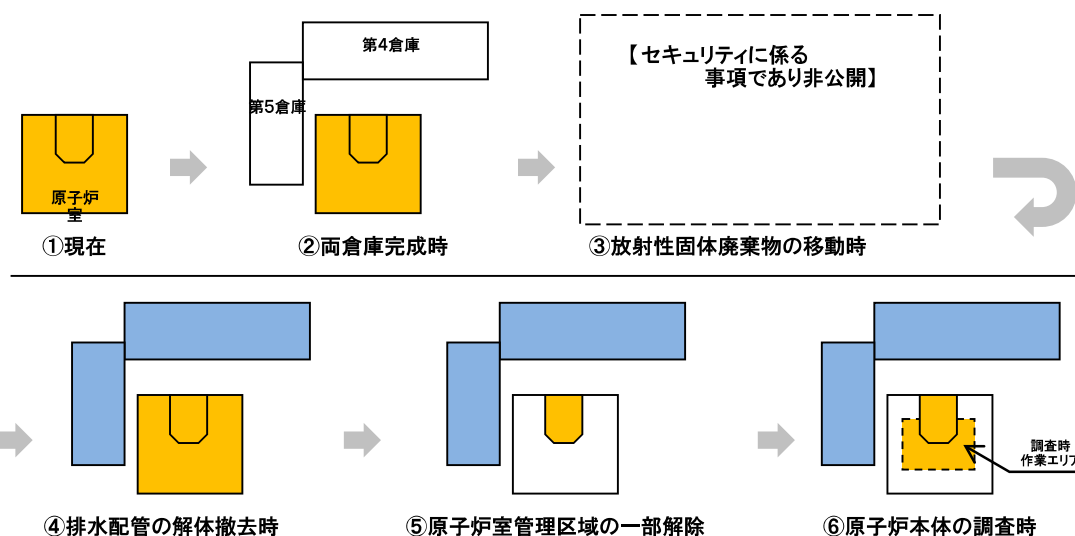 第4倉庫
第5倉庫
原子炉
室
【セキュリティに係る
事項であり非公開】
①現在
②両倉庫完成時
③放射性固体廃棄物の移動時
調査時
作業エリア
④排水配管の解体撤去時
⑤原子炉室管理区域の一部解除
⑥原子炉本体の調査時